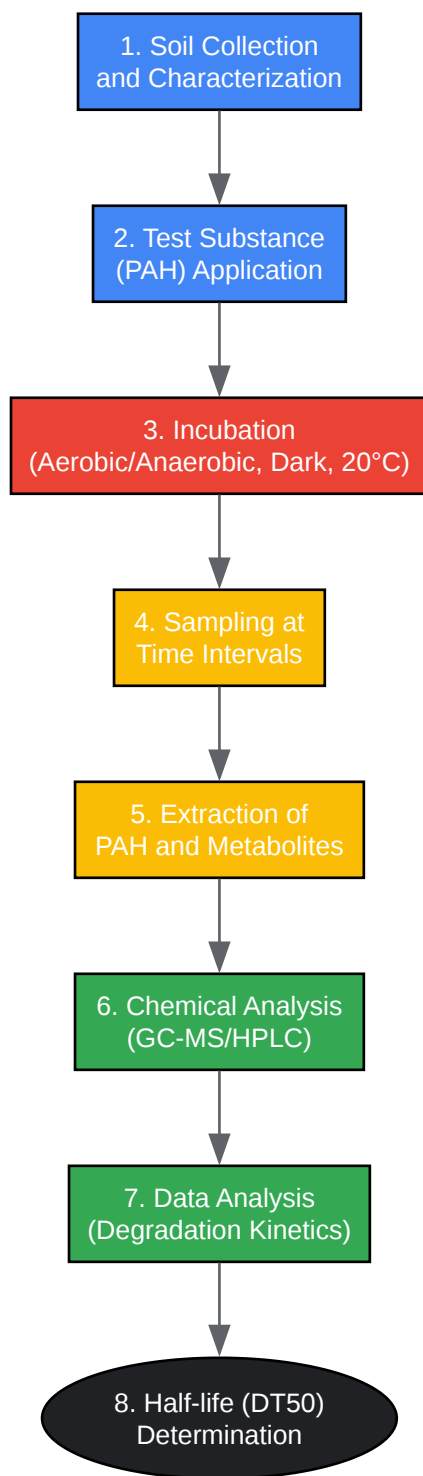 1. Soil Collection
and Characterization
2. Test Substance
(PAH) Application
3. Incubation
(Aerobic/Anaerobic, Dark, 20°C)
4. Sampling at
Time Intervals
5. Extraction of
PAH and Metabolites
6. Chemical Analysis
(GC-MS/HPLC)
7. Data Analysis
(Degradation Kinetics)
8. Half-life (DT50)
Determination